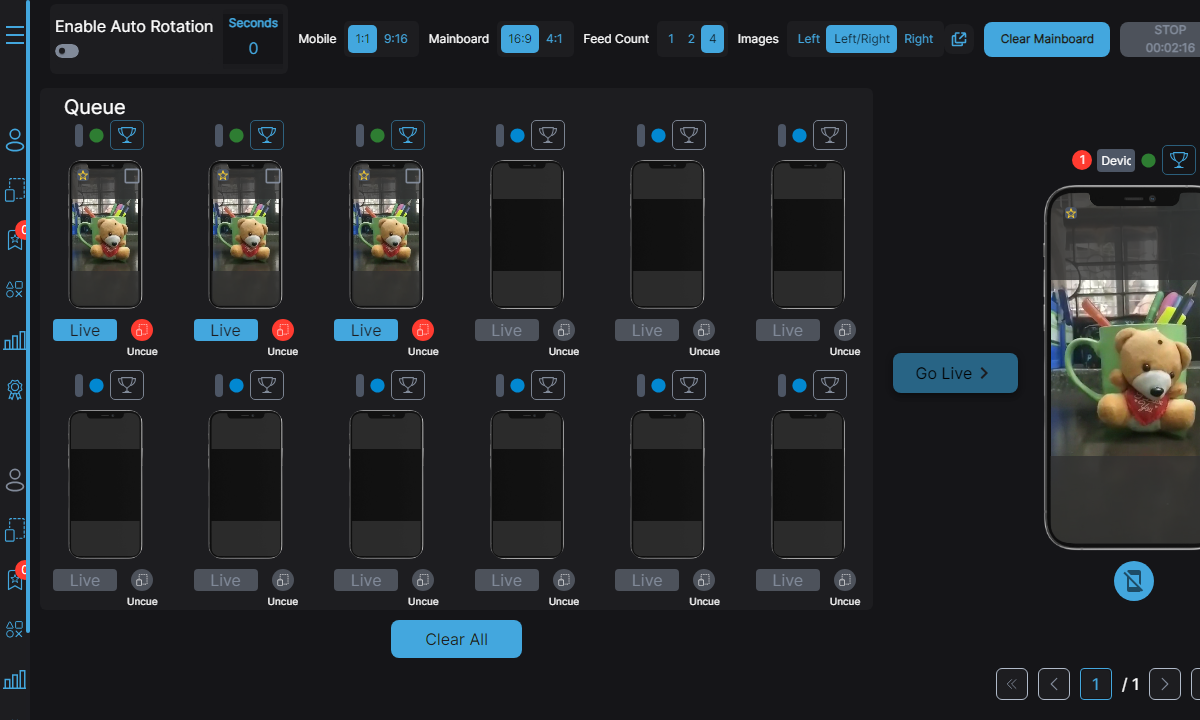 Enable Auto Rotation
Seconds
0
Mobile 1:1 9:16 Mainboard 16:9 4:1 Feed Count 1 2 4 Images Left Left/Right Right Clear Mainboard STOP
00:02:16
Queue
1 Devic
Live Live Live Live Live Live
Uncue Uncue Uncue Uncue Uncue Uncue
Go Live
Live Live Live Live Live Live
Uncue Uncue Uncue Uncue Uncue Uncue
Clear All
1 / 1